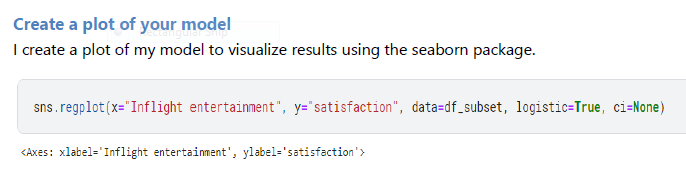 Create a plot of your model
I create a plot of my model to visualize results using the seaborn package.
sns.regplot(x="Inflight entertainment", y="satisfaction", data=df_subset, logistic=True, ci=None)
<Axes: xlabel='Inflight entertainment', ylabel='satisfaction'>